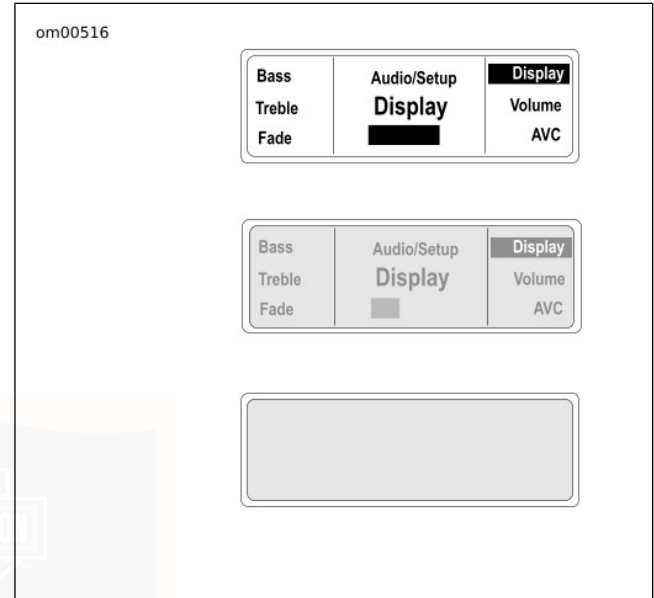 om00516
Bass
Treble
Fade
Audio/Setup
Display
Display
Volume
AVC
Bass
Treble
Fade
Audio/Setup
Display
Display
Volume
AVC